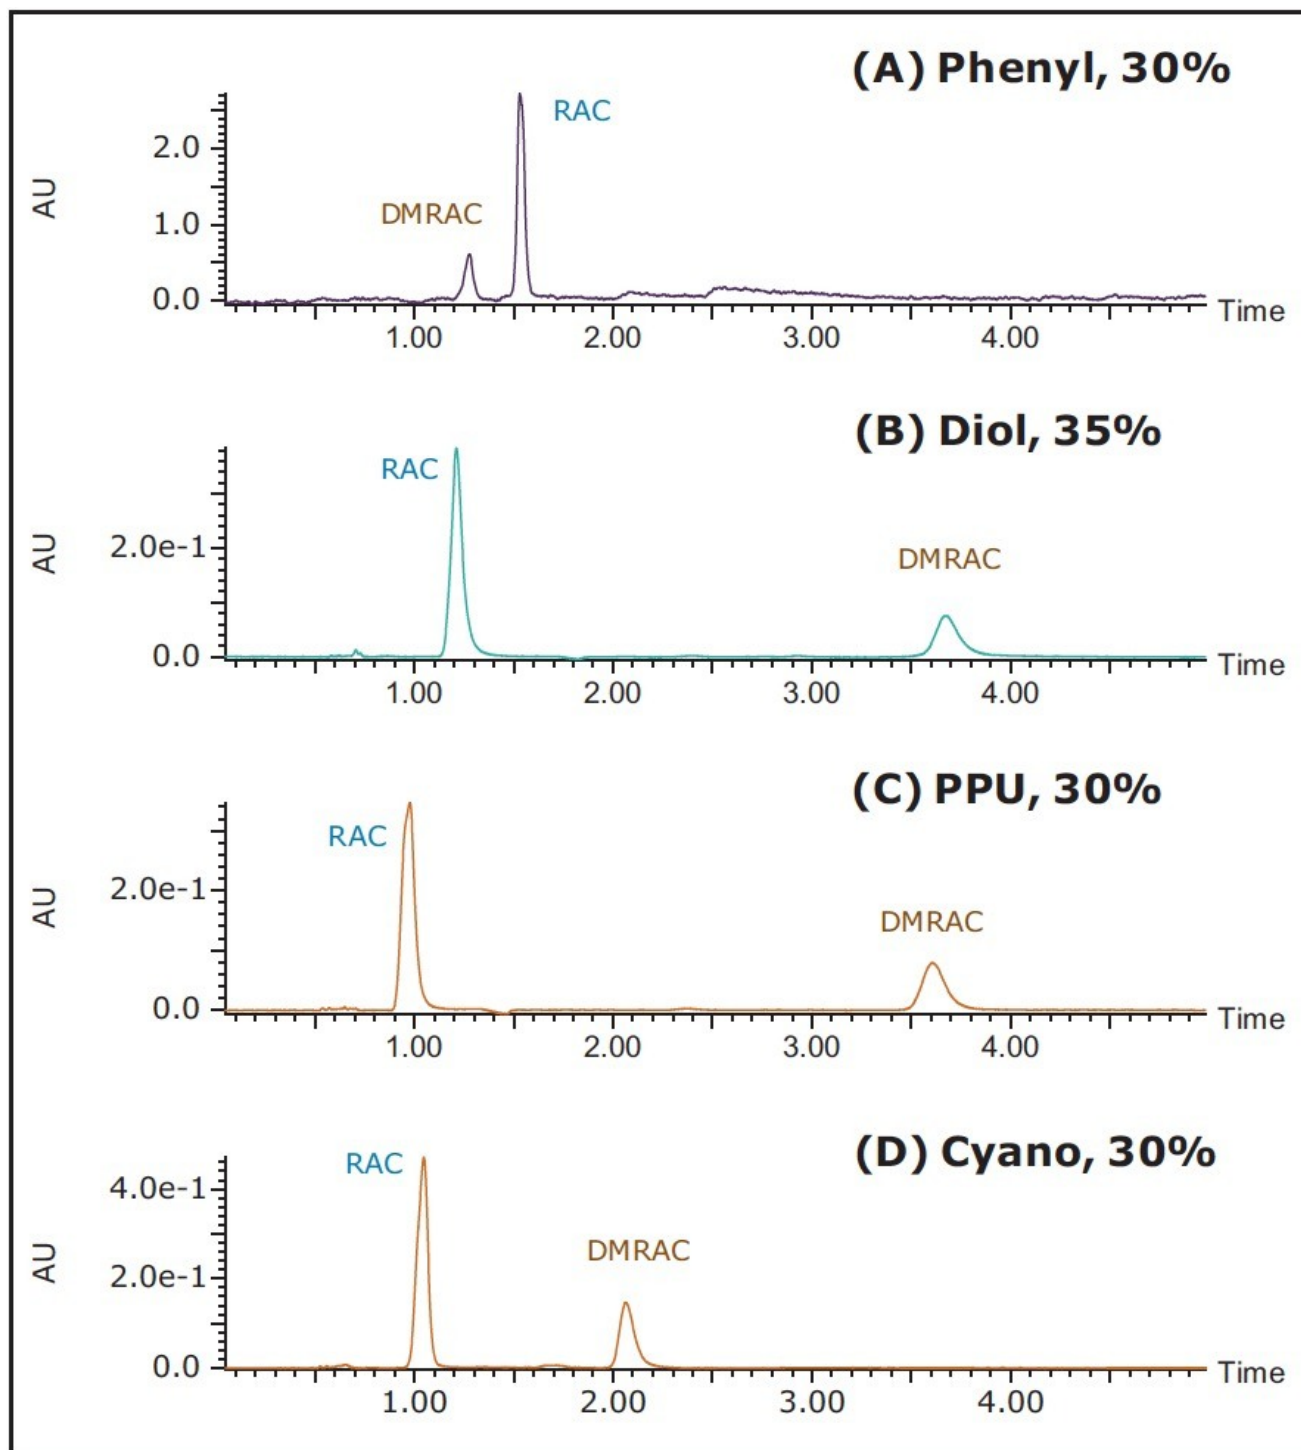 (A) Phenyl, 30%
RAC
2.0
AU
DMRAC
1.0
0.0
Time
1.00 2.00 3.00 4.00
(B) Diol, 35%
RAC
AU
2.0e-1
DMRAC
0.0
Time
1.00 2.00 3.00 4.00
(C) PPU, 30%
RAC
AU
2.0e-1
DMRAC
0.0
Time
1.00 2.00 3.00 4.00
(D) Cyano, 30%
RAC
4.0e-1
AU
DMRAC
2.0e-1
0.0
Time
1.00 2.00 3.00 4.00